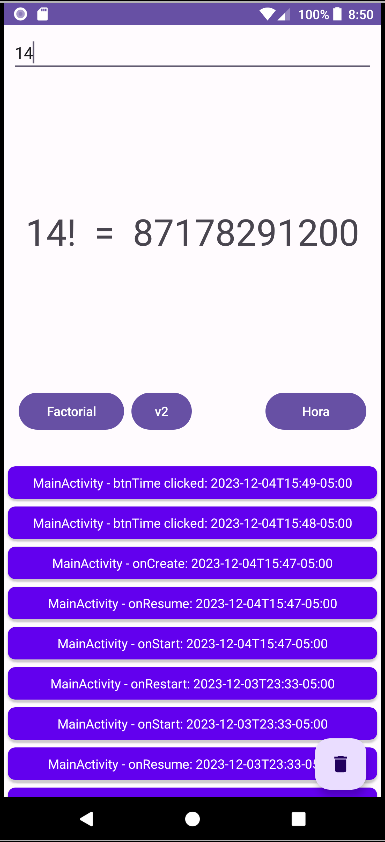 100% 8:50
14
14! = 87178291200
Factorial v2 Hora
MainActivity - btnTime clicked: 2023-12-04T15:49-05:00
MainActivity - btnTime clicked: 2023-12-04T15:48-05:00
MainActivity - onCreate: 2023-12-04T15:47-05:00
MainActivity - onResume: 2023-12-04T15:47-05:00
MainActivity - onStart: 2023-12-04T15:47-05:00
MainActivity - onRestart: 2023-12-03T23:33-05:00
MainActivity - onStart: 2023-12-03T23:33-05:00
MainActivity - onResume: 2023-12-03T23:33-05